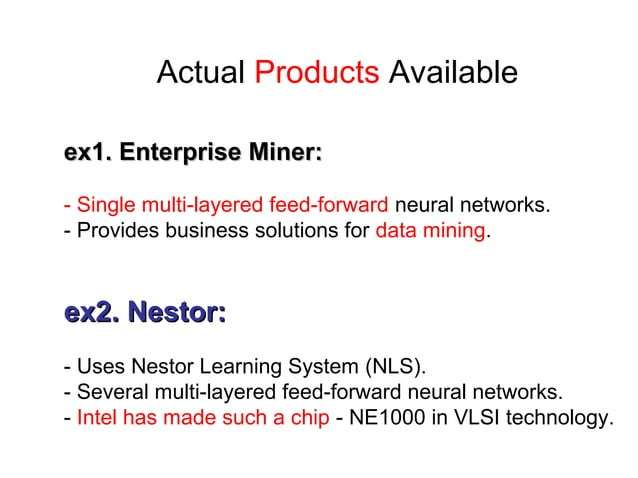 Actual Products Available
ex1. Enterprise Miner:
- Single multi-layered feed-forward neural networks.
- Provides business solutions for data mining.
ex2. Nestor:
- Uses Nestor Learning System (NLS).
- Several multi-layered feed-forward neural networks.
- Intel has made such a chip - NE1000 in VLSI technology.